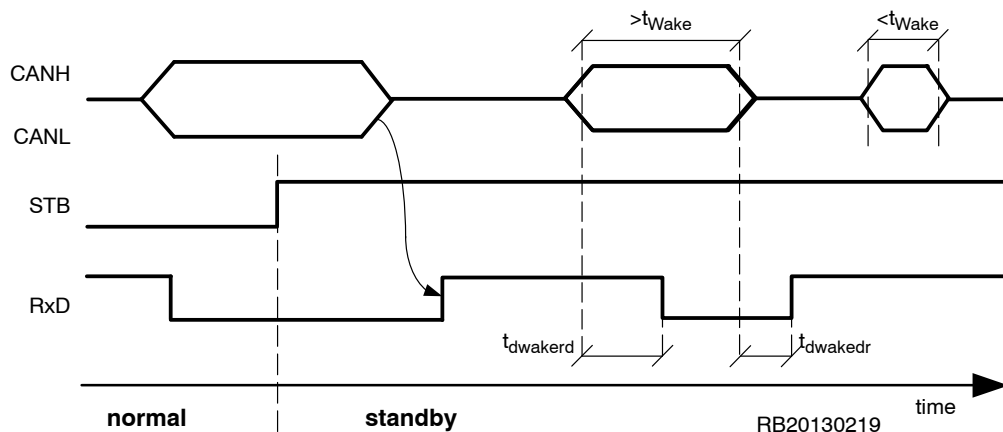 >tWake
<tWake
CANH
CANL
STB
RxD
tdwakerd
tdwakedr
time
normal
standby
RB20130219